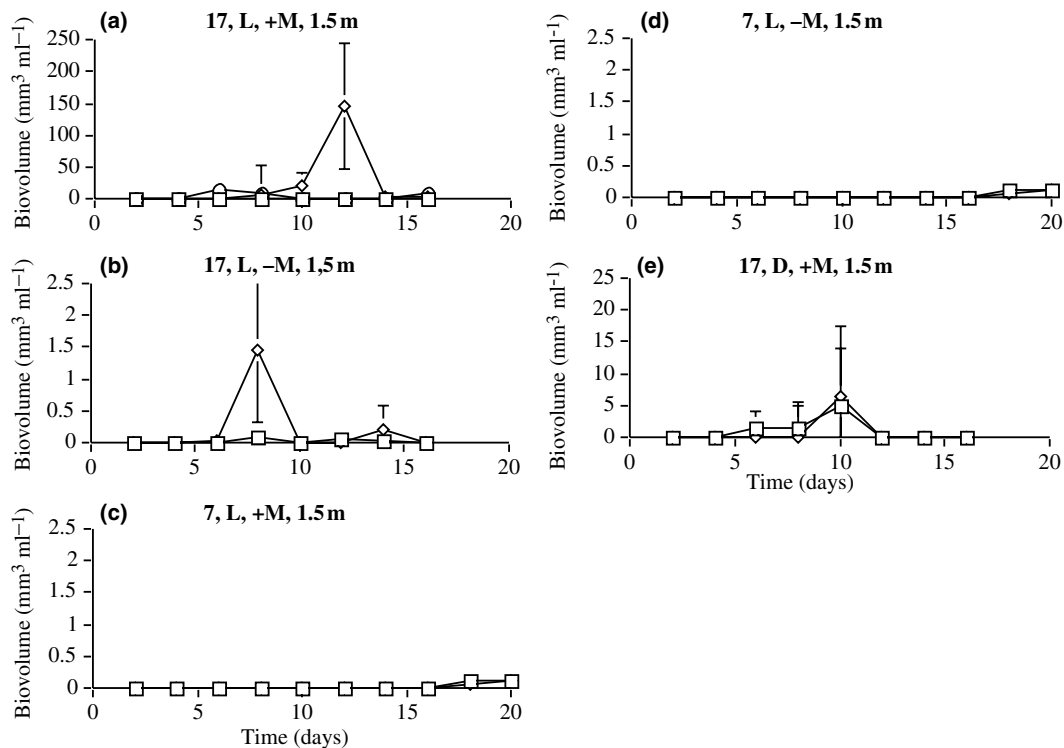 (a) 17, L, +M, 1.5 m
Biovolume (mm³ ml⁻¹)
250
200
150
100
50
0
0 5 10 15 20
(b) 17, L, –M, 1,5 m
Biovolume (mm³ ml⁻¹)
2.5
2
1.5
1
0.5
0
0 5 10 15 20
(c) 7, L, +M, 1.5 m
Biovolume (mm³ ml⁻¹)
2.5
2
1.5
1
0.5
0
0 5 10 15 20
Time (days)
(d) 7, L, –M, 1.5 m
Biovolume (mm³ ml⁻¹)
2.5
2
1.5
1
0.5
0
0 5 10 15 20
(e) 17, D, +M, 1.5 m
Biovolume (mm³ ml⁻¹)
25
20
15
10
5
0
0 5 10 15 20
Time (days)